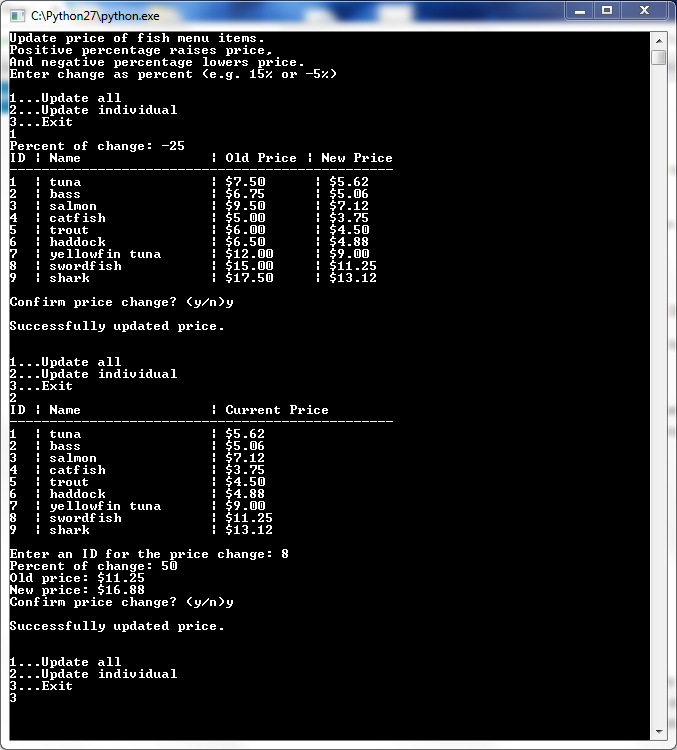 C:\Python27\python.exe
Update price of fish menu items.
Positive percentage raises price,
And negative percentage lowers price.
Enter change as percent (e.g. 15% or -5%)
1...Update all
2...Update individual
3...Exit
1
Percent of change: -25
ID ¦ Name ¦ Old Price ¦ New Price
------------------------------------------------
1 ¦ tuna ¦ $7.50 ¦ $5.62
2 ¦ bass ¦ $6.75 ¦ $5.06
3 ¦ salmon ¦ $9.50 ¦ $7.12
4 ¦ catfish ¦ $5.00 ¦ $3.75
5 ¦ trout ¦ $6.00 ¦ $4.50
6 ¦ haddock ¦ $6.50 ¦ $4.88
7 ¦ yellowfin tuna ¦ $12.00 ¦ $9.00
8 ¦ swordfish ¦ $15.00 ¦ $11.25
9 ¦ shark ¦ $17.50 ¦ $13.12
Confirm price change? (y/n)y
Successfully updated price.
1...Update all
2...Update individual
3...Exit
2
ID ¦ Name ¦ Current Price
------------------------------------------------
1 ¦ tuna ¦ $5.62
2 ¦ bass ¦ $5.06
3 ¦ salmon ¦ $7.12
4 ¦ catfish ¦ $3.75
5 ¦ trout ¦ $4.50
6 ¦ haddock ¦ $4.88
7 ¦ yellowfin tuna ¦ $9.00
8 ¦ swordfish ¦ $11.25
9 ¦ shark ¦ $13.12
Enter an ID for the price change: 8
Percent of change: 50
Old price: $11.25
New price: $16.88
Confirm price change? (y/n)y
Successfully updated price.
1...Update all
2...Update individual
3...Exit
3